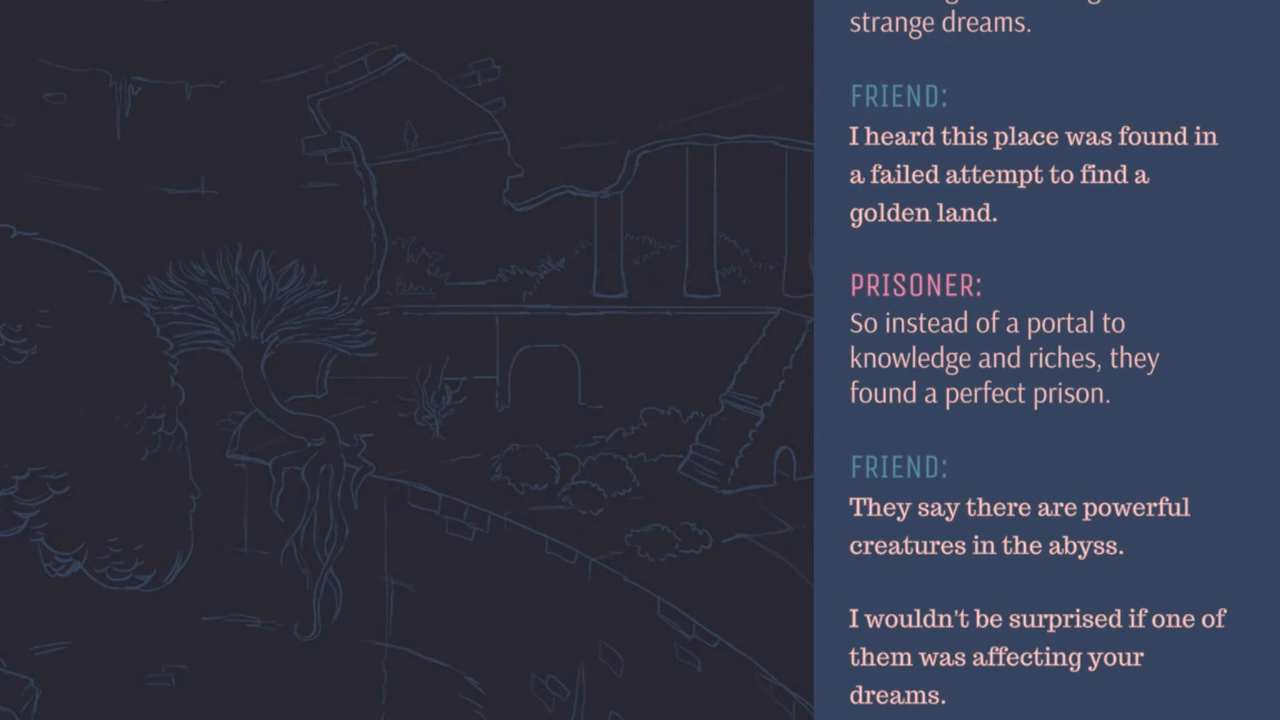 strange dreams.
FRIEND:
I heard this place was found in
a failed attempt to find a
golden land.
PRISONER:
So instead of a portal to
knowledge and riches, they
found a perfect prison.
FRIEND:
They say there are powerful
creatures in the abyss.
I wouldn't be surprised if one of
them was affecting your
dreams.